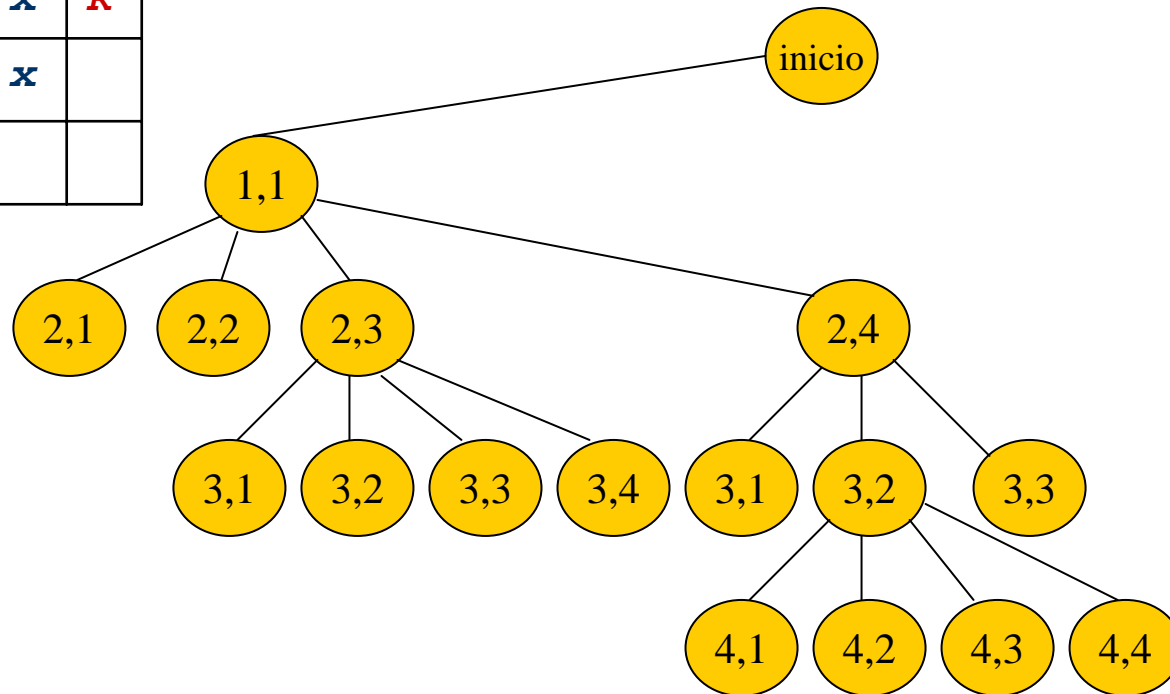 x R
x
inicio
1,1
2,1 2,2 2,3 2,4
3,1 3,2 3,3 3,4 3,1 3,2 3,3
4,1 4,2 4,3 4,4